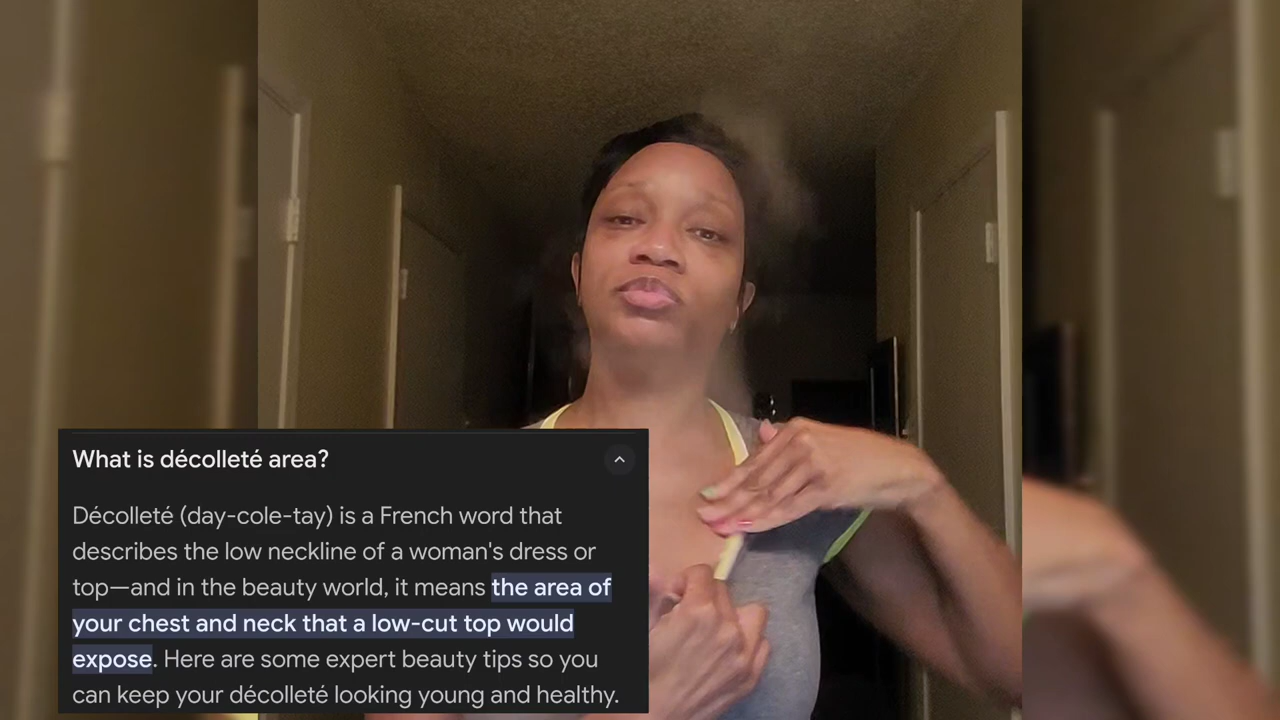 What is décolleté area?
Décolleté (day-cole-tay) is a French word that
describes the low neckline of a woman's dress or
top—and in the beauty world, it means the area of
your chest and neck that a low-cut top would
expose. Here are some expert beauty tips so you
can keep your décolleté looking young and healthy.